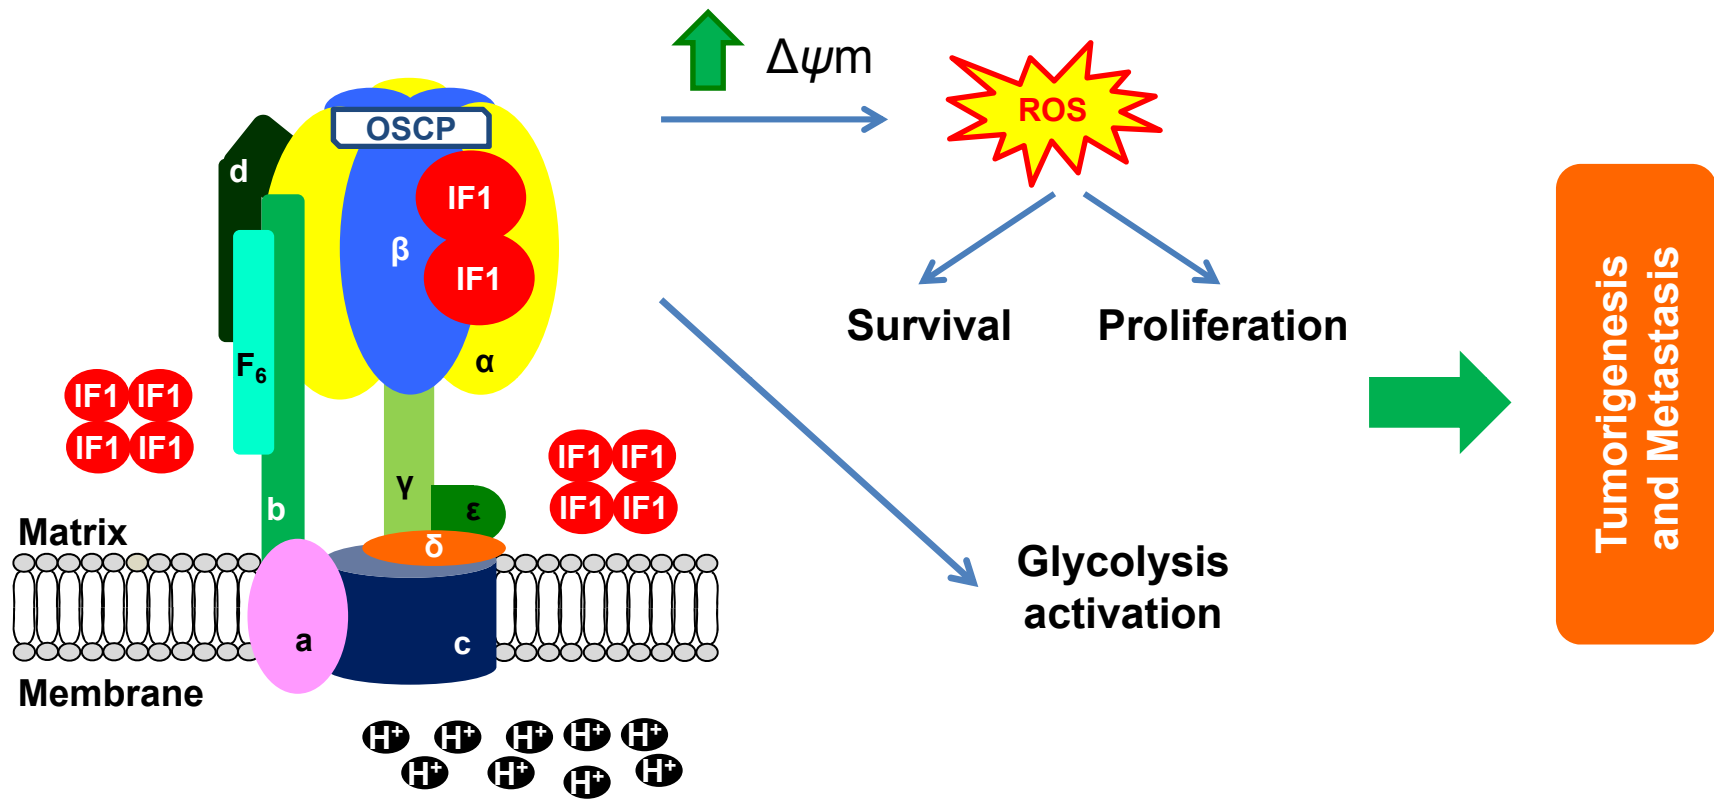 Δψm
ROS
OSCP
d
IF1
β
IF1
α
F6
Survival
Proliferation
IF1 IF1
IF1 IF1
γ
b
ε
IF1 IF1
IF1 IF1
Matrix
δ
Glycolysis
activation
a
c
Membrane
H+ H+ H+ H+ H+
H+ H+ H+ H+
Tumorigenesis
and Metastasis